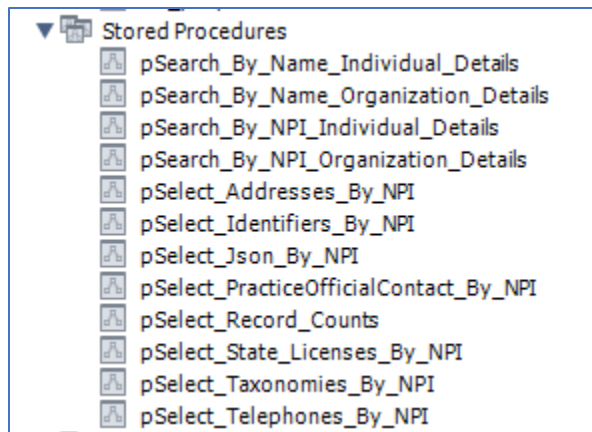 Stored Procedures
pSearch_By_Name_Individual_Details
pSearch_By_Name_Organization_Details
pSearch_By_NPI_Individual_Details
pSearch_By_NPI_Organization_Details
pSelect_Addresses_By_NPI
pSelect_Identifiers_By_NPI
pSelect_Json_By_NPI
pSelect_PracticeOfficialContact_By_NPI
pSelect_Record_Counts
pSelect_State_Licenses_By_NPI
pSelect_Taxonomies_By_NPI
pSelect_Telephones_By_NPI